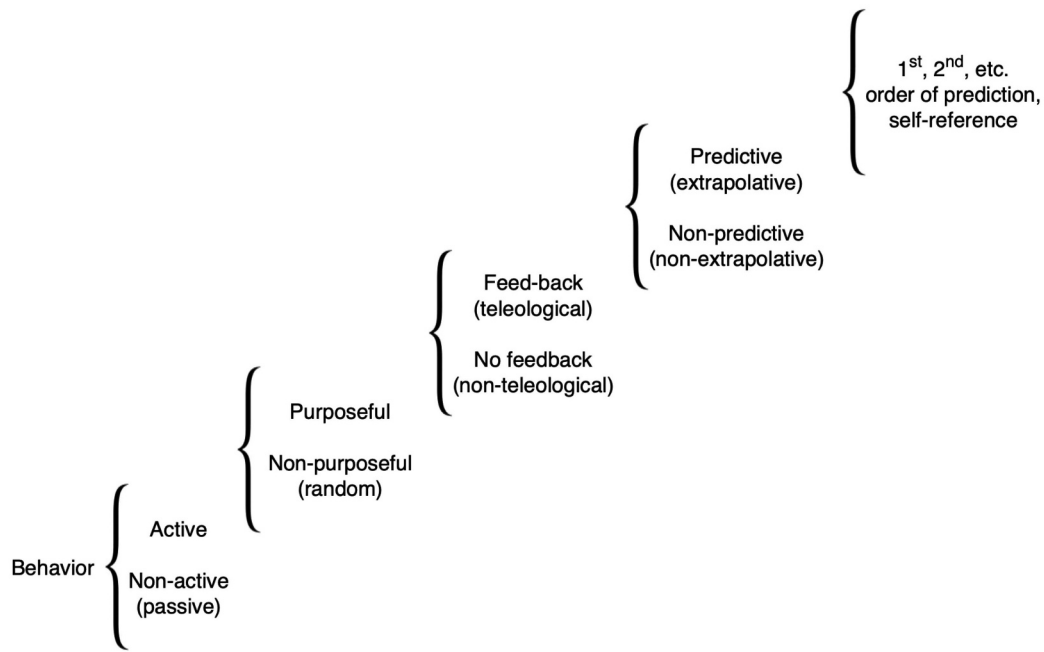 1st, 2nd, etc.
order of prediction,
self-reference
Predictive
(extrapolative)
Non-predictive
(non-extrapolative)
Feed-back
(teleological)
No feedback
(non-teleological)
Purposeful
Non-purposeful
(random)
Active
Behavior
Non-active
(passive)